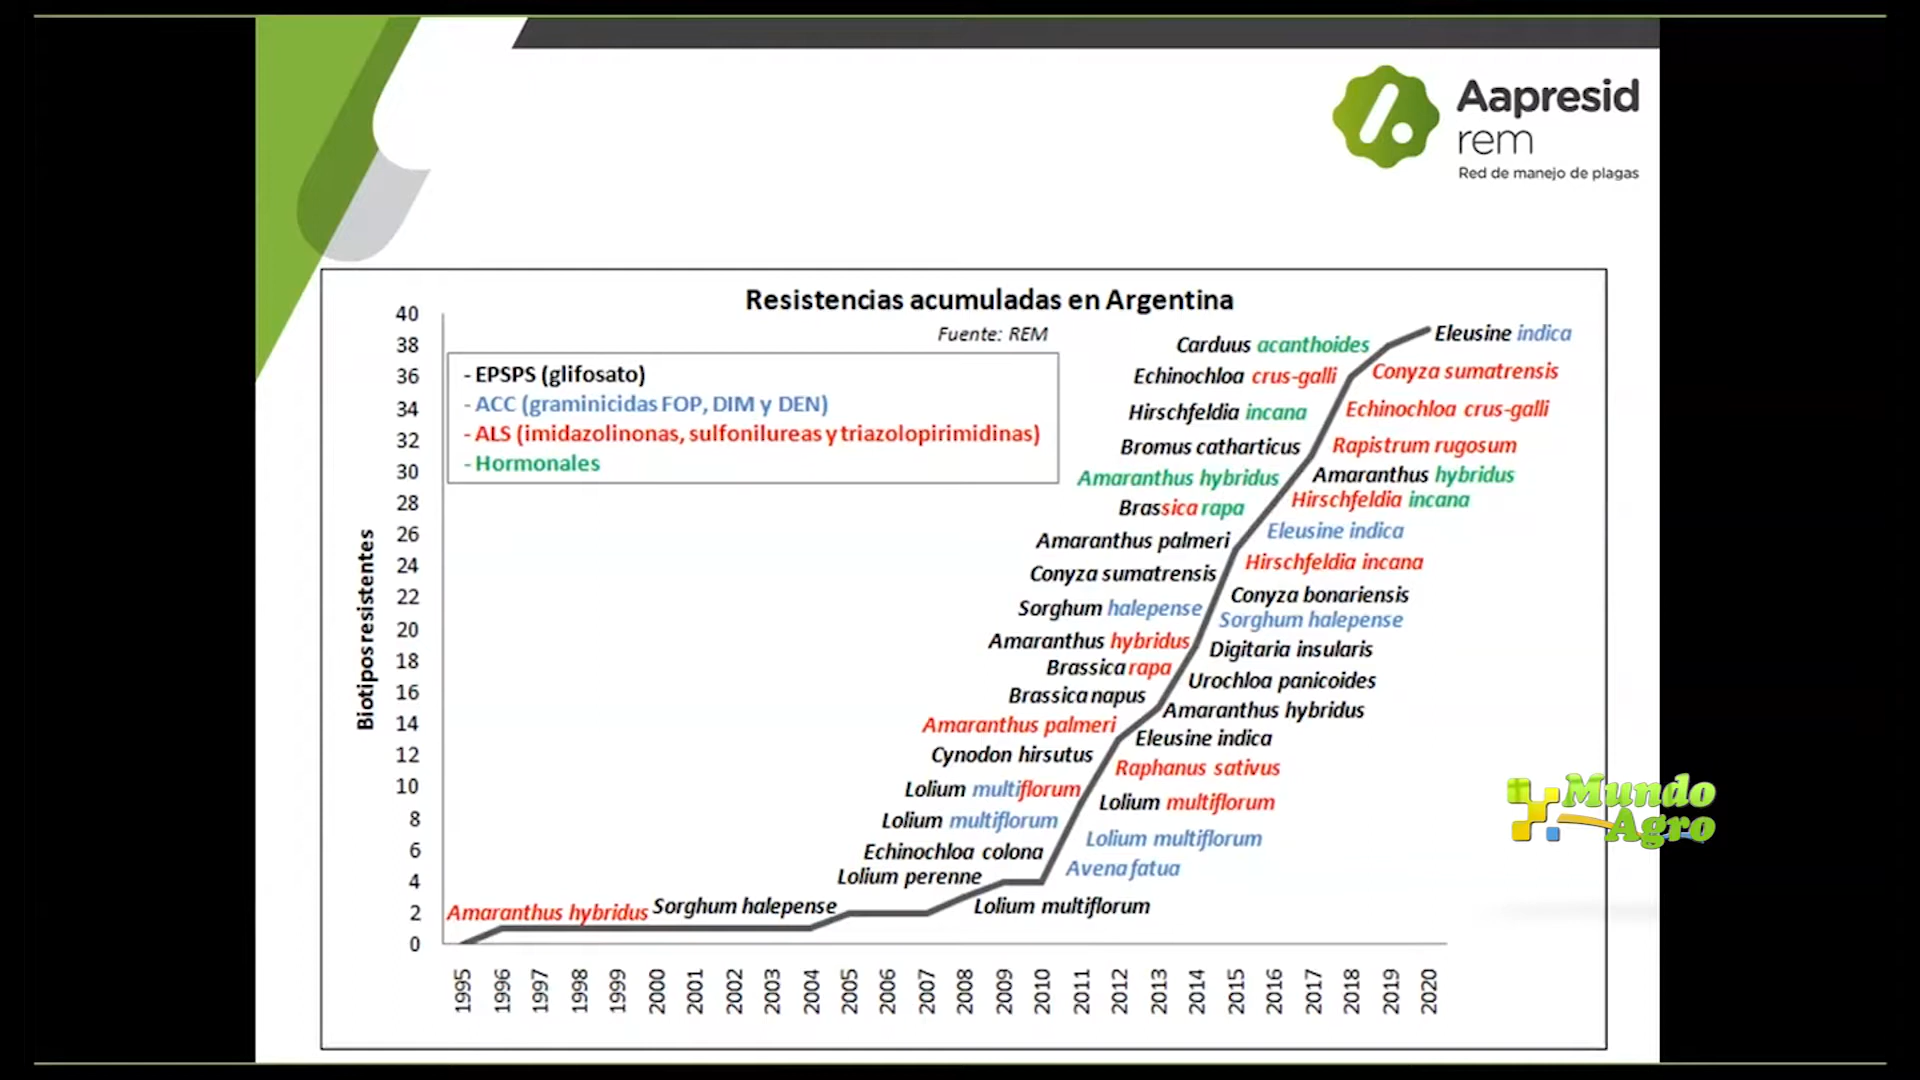 Aapresid
rem
Red de manejo de plagas
Resistencias acumuladas en Argentina
Fuente: REM
- EPSPS (glifosato)
- ACC (graminicidas FOP, DIM y DEN)
- ALS (imidazolinonas, sulfonilureas y triazolopirimidinas)
- Hormonales
Biotipos resistentes
40
38
36
34
32
30
28
26
24
22
20
18
16
14
12
10
8
6
4
2
0
Eleusine indica
Carduus acanthoides
Conyza sumatrensis
Echinochloa crus-galli
Echinochloa crus-galli
Hirschfeldia incana
Rapistrum rugosum
Bromus catharticus
Amaranthus hybridus
Amaranthus hybridus
Hirschfeldia incana
Brassica rapa
Eleusine indica
Amaranthus palmeri
Hirschfeldia incana
Conyza sumatrensis
Conyza bonariensis
Sorghum halepense
Sorghum halepense
Amaranthus hybridus
Digitaria insularis
Brassica rapa
Urochloa panicoides
Brassica napus
Amaranthus hybridus
Amaranthus palmeri
Eleusine indica
Cynodon hirsutus
Raphanus sativus
Lolium multiflorum
Lolium multiflorum
Lolium multiflorum
Lolium multiflorum
Echinochloa colona
Avena fatua
Lolium perenne
Amaranthus hybridus
Sorghum halepense
Lolium multiflorum
1995 1996 1997 1998 1999 2000 2001 2002 2003 2004 2005 2006 2007 2008 2009 2010 2011 2012 2013 2014 2015 2016 2017 2018 2019 2020
Mundo
Agro